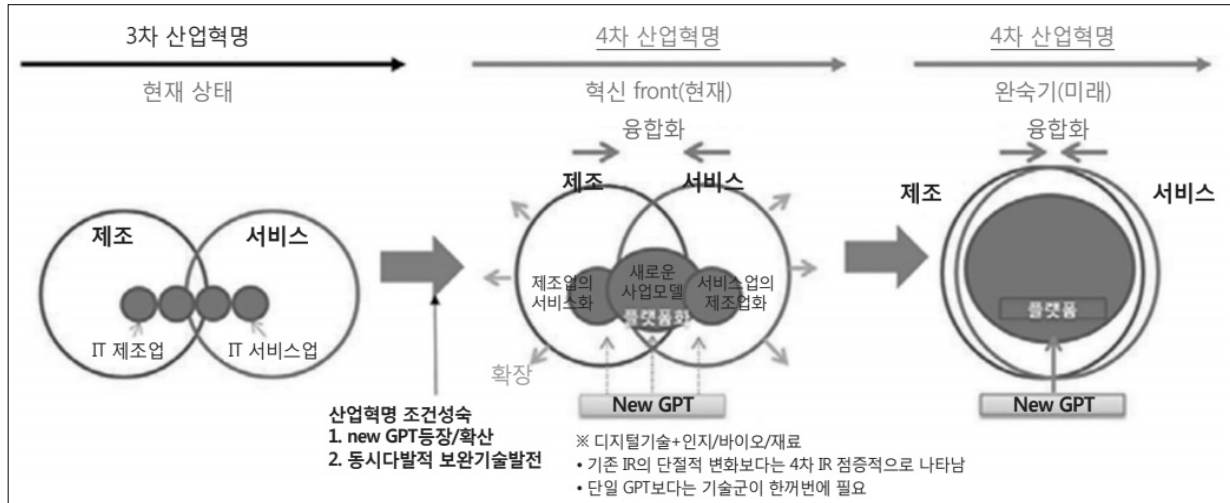 3차 산업혁명
현재 상태
제조
서비스
IT 제조업
IT 서비스업
산업혁명 조건성숙
1. new GPT등장/확산
2. 동시다발적 보완기술발전
4차 산업혁명
혁신 front(현재)
융합화
제조
서비스
제조업의
서비스화
새로운
사업모델
플랫폼화
서비스업의
제조업화
확장
New GPT
※ 디지털기술+인지/바이오/재료
• 기존 IR의 단절적 변화보다는 4차 IR 점증적으로 나타남
• 단일 GPT보다는 기술군이 한꺼번에 필요
4차 산업혁명
완숙기(미래)
융합화
제조
서비스
플랫폼
New GPT